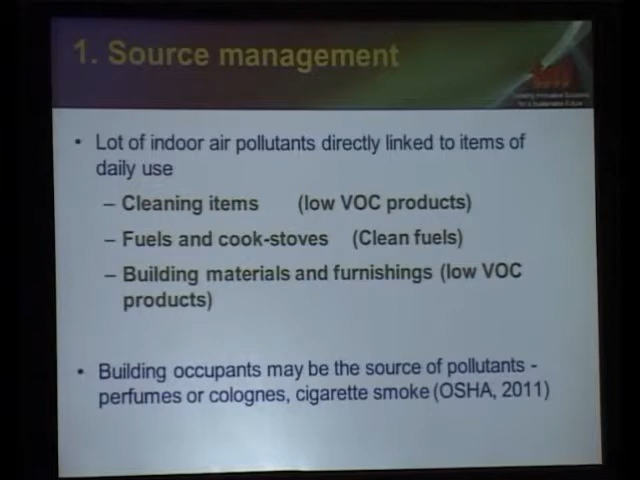 1. Source management
• Lot of indoor air pollutants directly linked to items of
daily use
– Cleaning items (low VOC products)
– Fuels and cook-stoves (Clean fuels)
– Building materials and furnishings (low VOC
products)
• Building occupants may be the source of pollutants -
perfumes or colognes, cigarette smoke (OSHA, 2011)